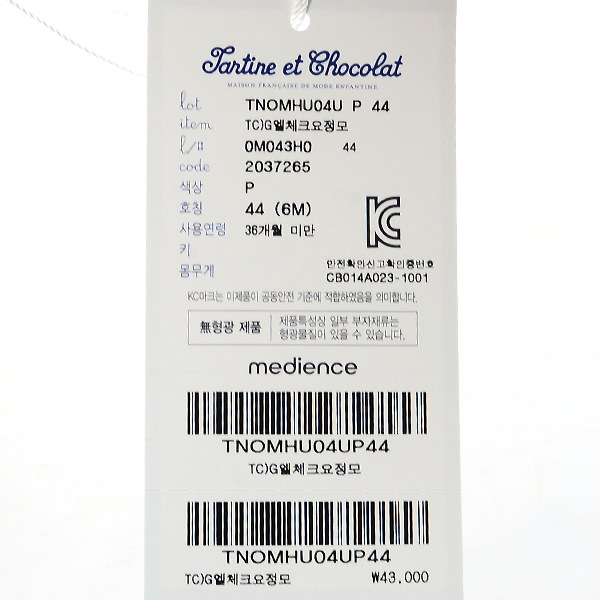 Tartine et Chocolat
MAISON FRANÇAISE DE MODE ENFANTINE
lot TNOMHU04U P 44
item TC)G엘체크요정모
l/# 0M043H0 44
code 2037265
색상 P
호칭 44 (6M)
사용연령 36개월 미만
키
몸무게
안전확인신고확인증번호
CB014A023-1001
KC마크는 이제품이 공통안전 기준에 적합하였음을 의미합니다.
無형광 제품
제품특성상 일부 부자재류는
형광물질이 있을 수 있습니다.
medience
TNOMHU04UP44
TC)G엘체크요정모
TNOMHU04UP44
TC)G엘체크요정모 ₩43,000